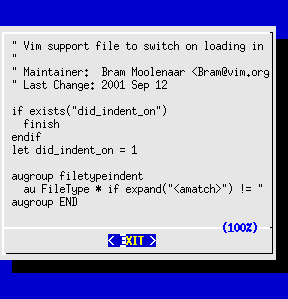 " Vim support file to switch on loading in
"
" Maintainer:  Bram Moolenaar <Bram@vim.org
" Last Change: 2001 Sep 12
if exists("did_indent_on")
  finish
endif
let did_indent_on = 1
augroup filetypeindent
  au FileType * if expand("<amatch>") != "
augroup END
(100%)
< EXIT >